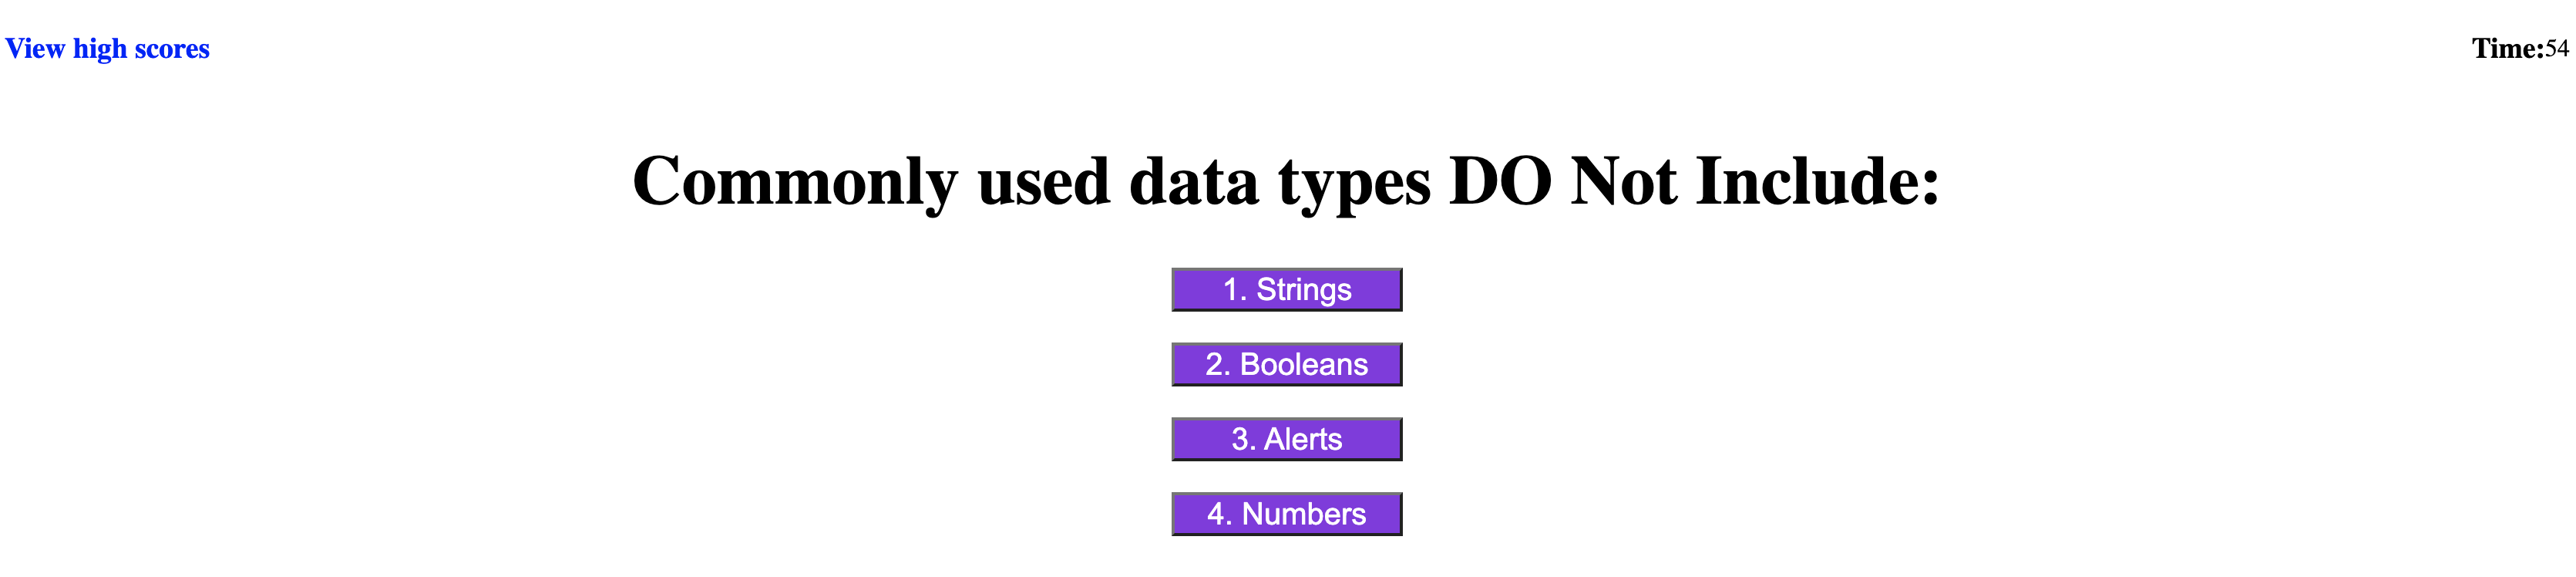 View high scores
Time:54
Commonly used data types DO Not Include:
1. Strings
2. Booleans
3. Alerts
4. Numbers